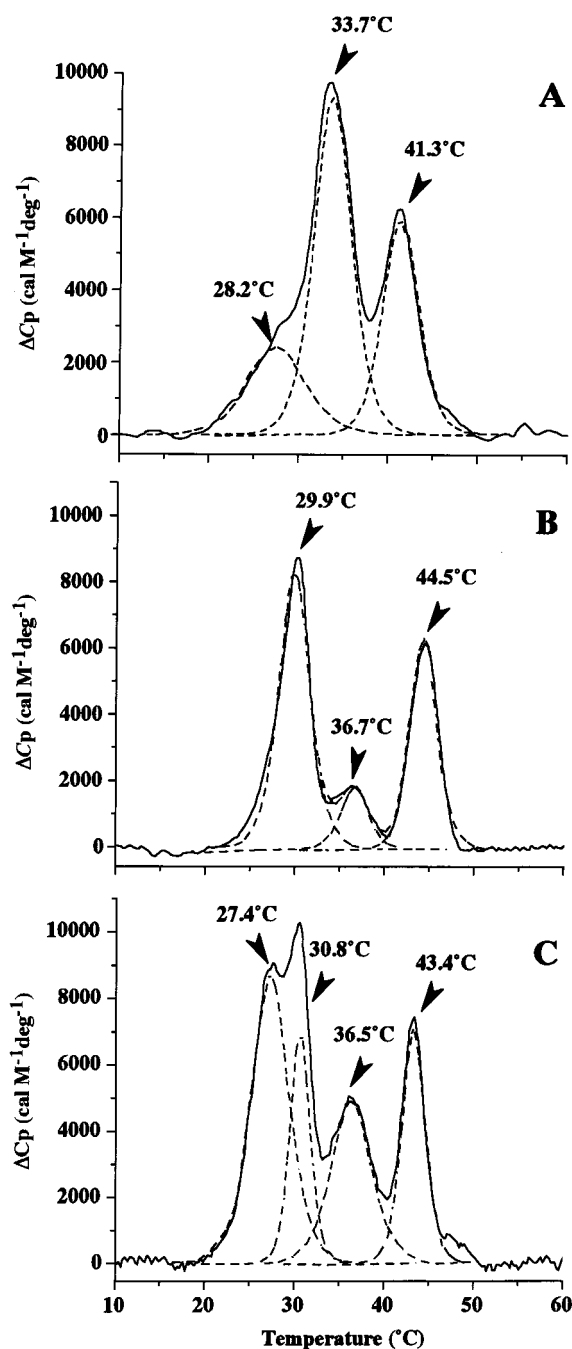 33.7°C
10000
A
8000
41.3°C
6000
ΔCp (cal M⁻¹deg⁻¹)
28.2°C
4000
2000
0
29.9°C
10000
B
44.5°C
8000
6000
ΔCp (cal M⁻¹deg⁻¹)
36.7°C
4000
2000
0
27.4°C
30.8°C
10000
C
43.4°C
8000
36.5°C
6000
ΔCp (cal M⁻¹deg⁻¹)
4000
2000
0
10 20 30 40 50 60
Temperature (°C)